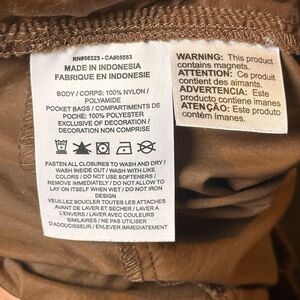 RN#56323 - CA#05553
MADE IN INDONESIA
FABRIQUE EN INDONESIE
BODY / CORPS: 100% NYLON /
POLYAMIDE
POCKET BAGS / COMPARTIMENTS DE
POCHE: 100% POLYESTER
EXCLUSIVE OF DECORATION /
DECORATION NON COMPRISE
FASTEN ALL CLOSURES TO WASH AND DRY /
WASH INSIDE OUT / WASH WITH LIKE
COLORS / DO NOT USE SOFTENERS /
REMOVE IMMEDIATELY / DO NOT ALLOW TO
LAY ON ITSELF WHEN WET / DO NOT IRON
DESIGN
VEUILLEZ BOUCLER TOUTES LES ATTACHES
AVANT DE LAVER ET SÉCHER / LAVER A
L'ENVERS / LAVER AVEC COULEURS
SIMILAIRES / NE PAS UTILISER
D'ADOUCISSEUR / ENLEVER IMMEDIATEMENT
WARNING: This product
contains magnets.
ATTENTION: Ce produit
contient des aimants.
ADVERTENCIA: Este
producto contiene imanes
ATENÇÃO: Este produto
contém imans.